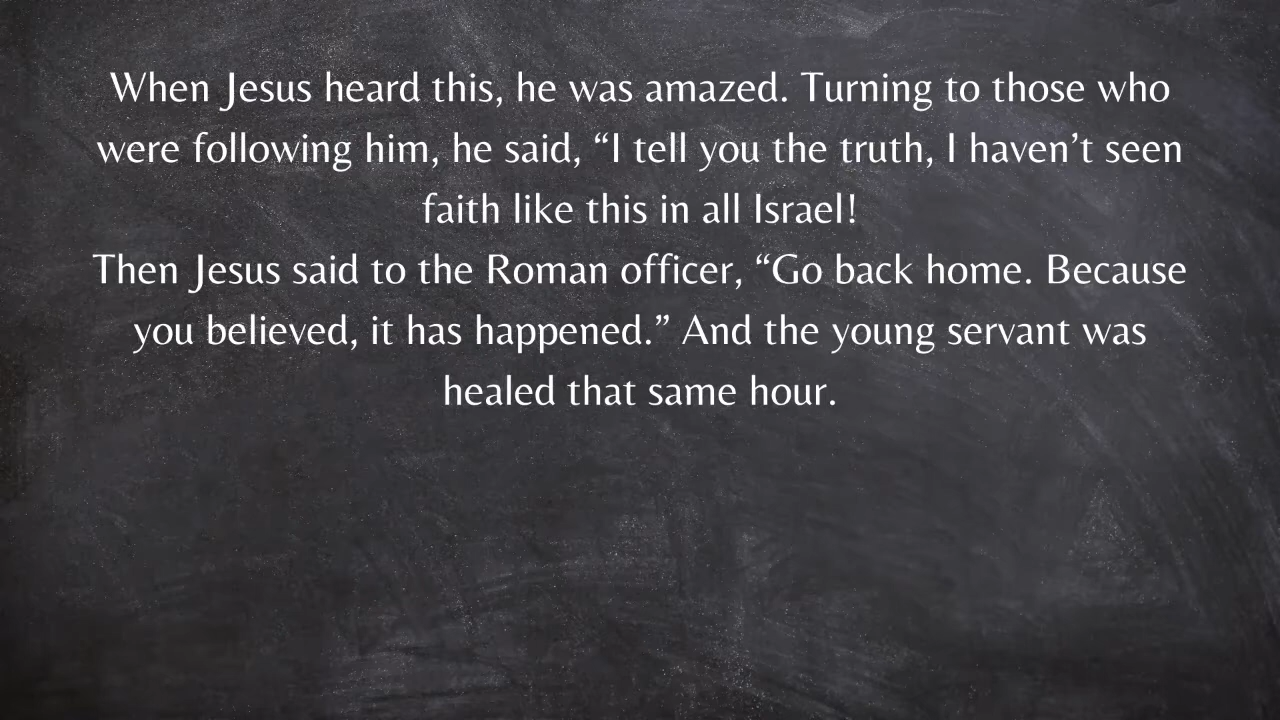 When Jesus heard this, he was amazed. Turning to those who
were following him, he said, “I tell you the truth, I haven’t seen
faith like this in all Israel!
Then Jesus said to the Roman officer, “Go back home. Because
you believed, it has happened.” And the young servant was
healed that same hour.